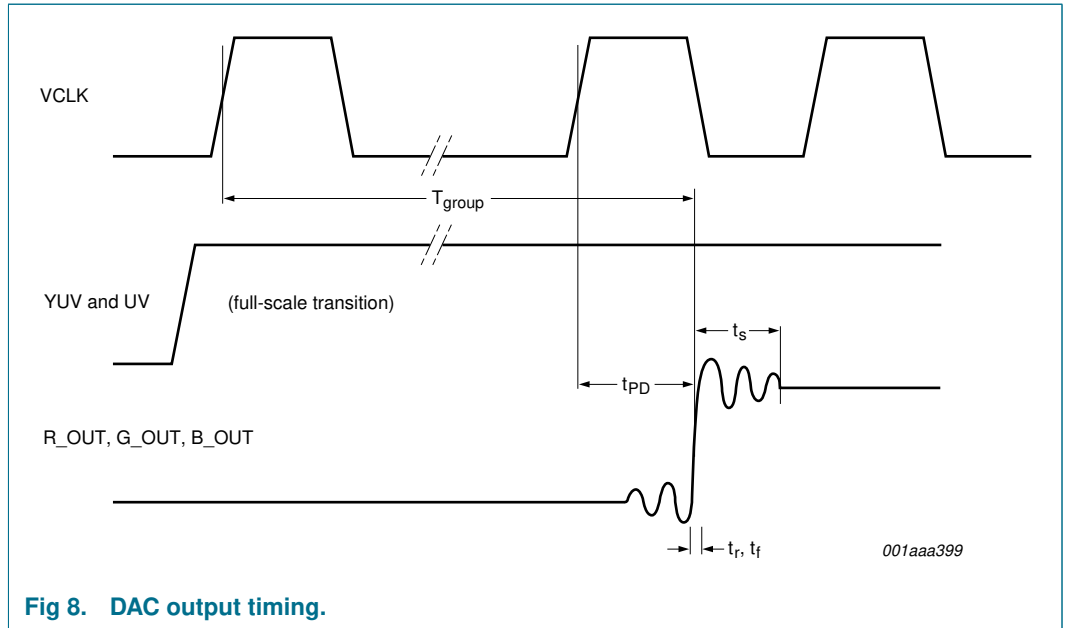 VCLK
Tgroup
YUV and UV (full-scale transition)
ts
tPD
R_OUT, G_OUT, B_OUT
tr, tf
001aaa399
Fig 8. DAC output timing.